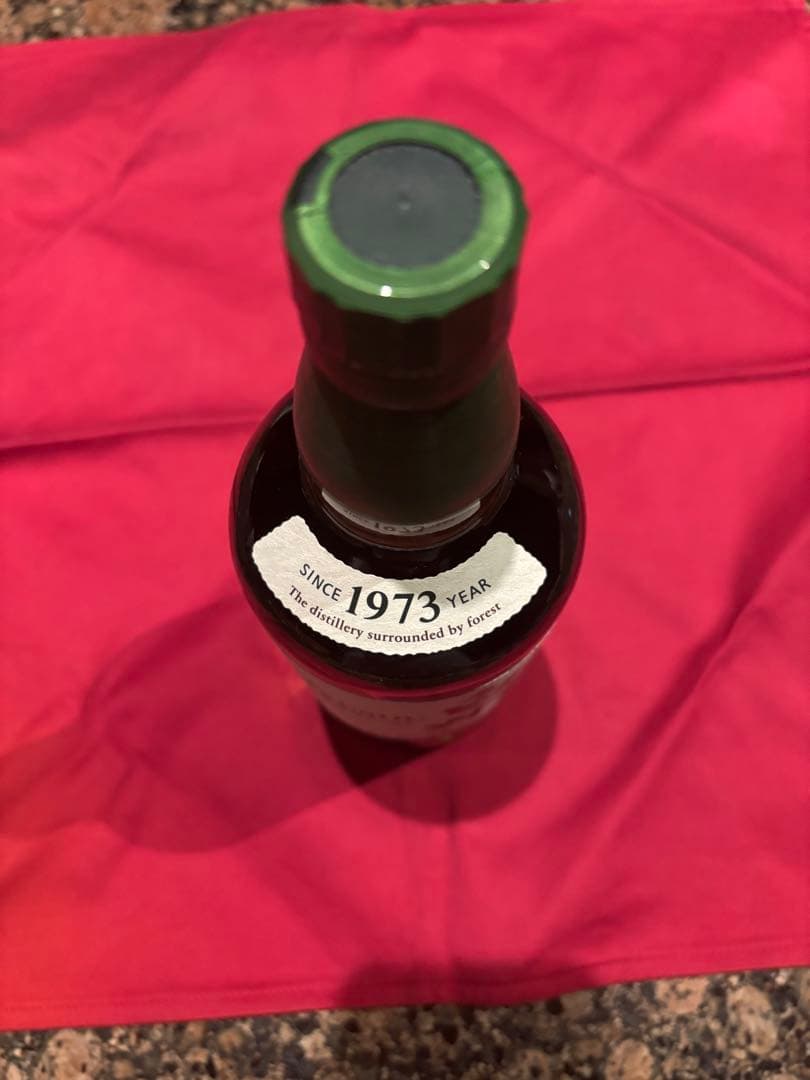 SINCE 1973 YEAR
The distillery surrounded by forest